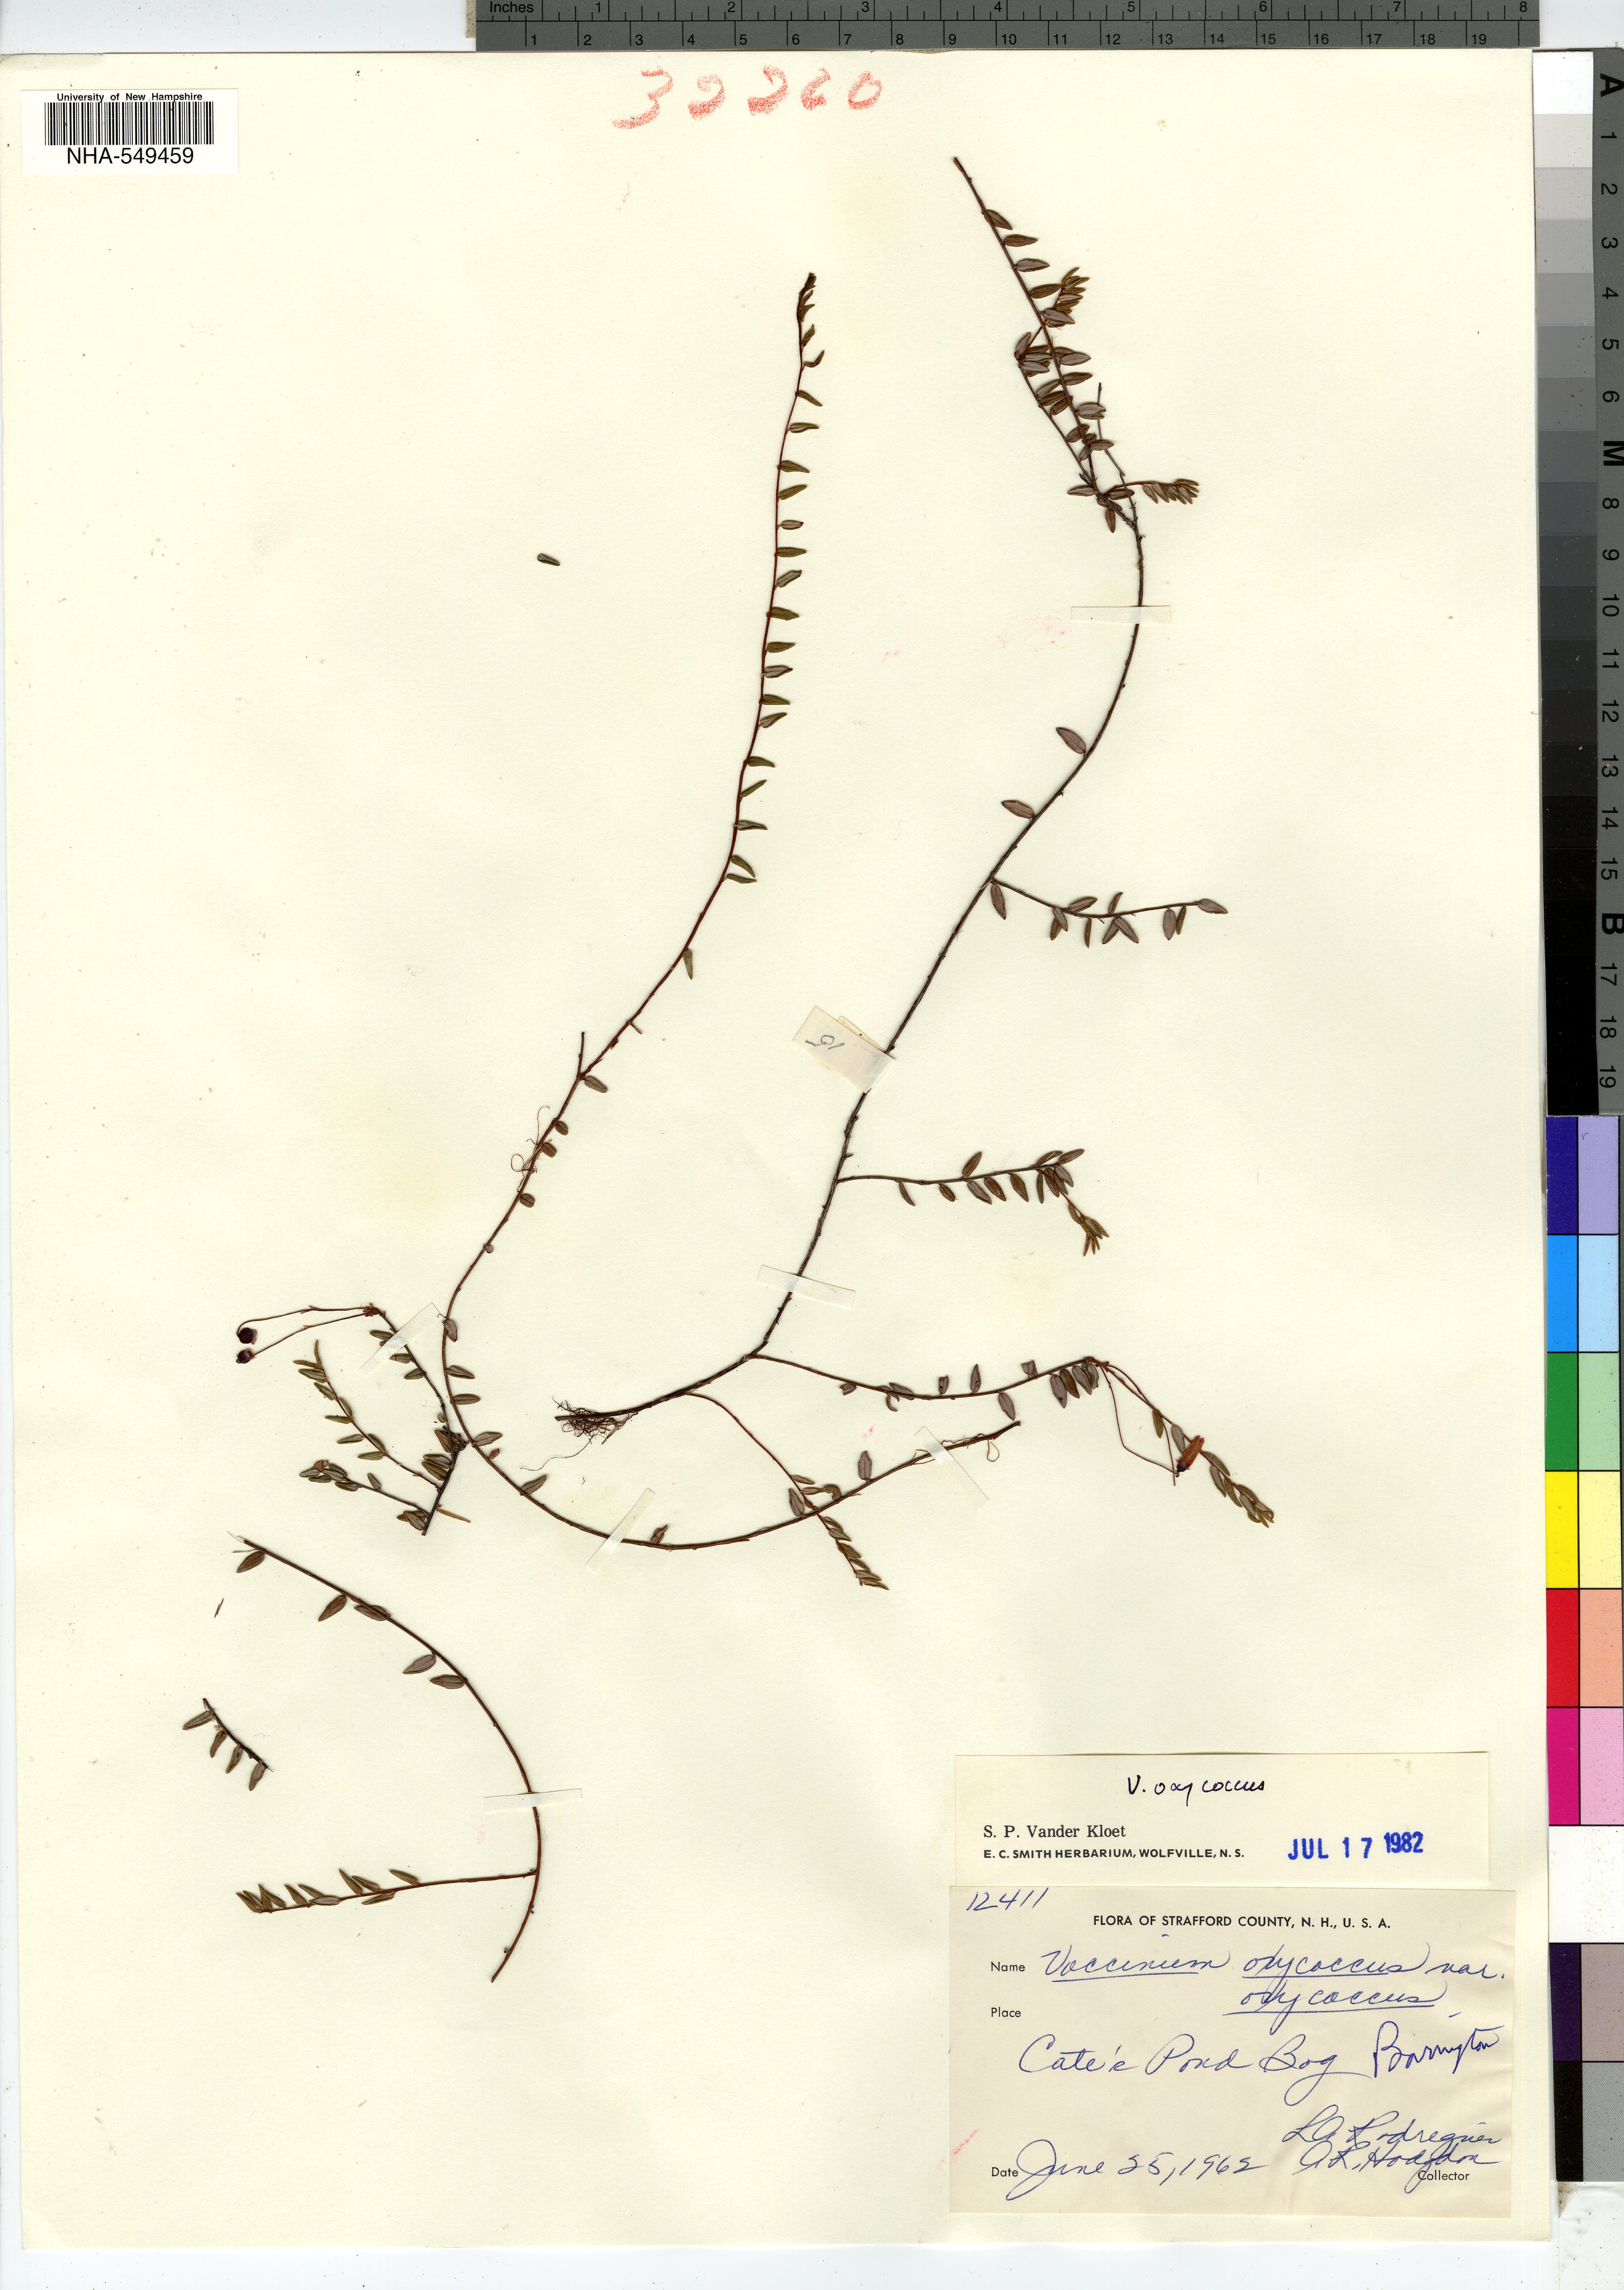 Inches 1 2 3 4 5 6 7 8
1 2 3 4 5 6 7 8 9 10 11 12 13 14 15 16 17 18 19
32260
University of New Hampshire
NHA-549459
A 1 2 3 4 5 6 M 8 9 10 11 12 13 14 15 B 17 18 19
V. oxycoccus
S. P. Vander Kloet
E. C. SMITH HERBARIUM, WOLFVILLE, N. S. JUL 17 1982
12411
FLORA OF STRAFFORD COUNTY, N. H., U. S. A.
Name Vaccinium oxycoccus var.
oxycoccus
Place
Cate's Pond Bog Barrington
A.R. Hodgdon
Date June 25, 1962
Collector